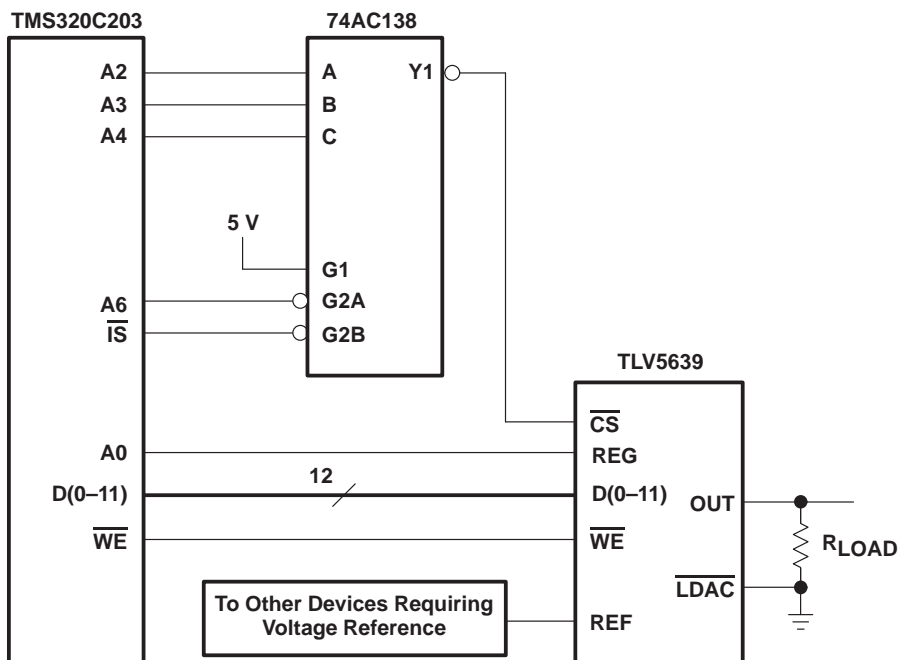 TMS320C203
74AC138
A2
A
Y1
A3
B
A4
C
5 V
G1
A6
G2A
IS
G2B
TLV5639
CS
A0
REG
12
D(0–11)
D(0–11)
OUT
WE
WE
RLOAD
LDAC
To Other Devices Requiring
Voltage Reference
REF